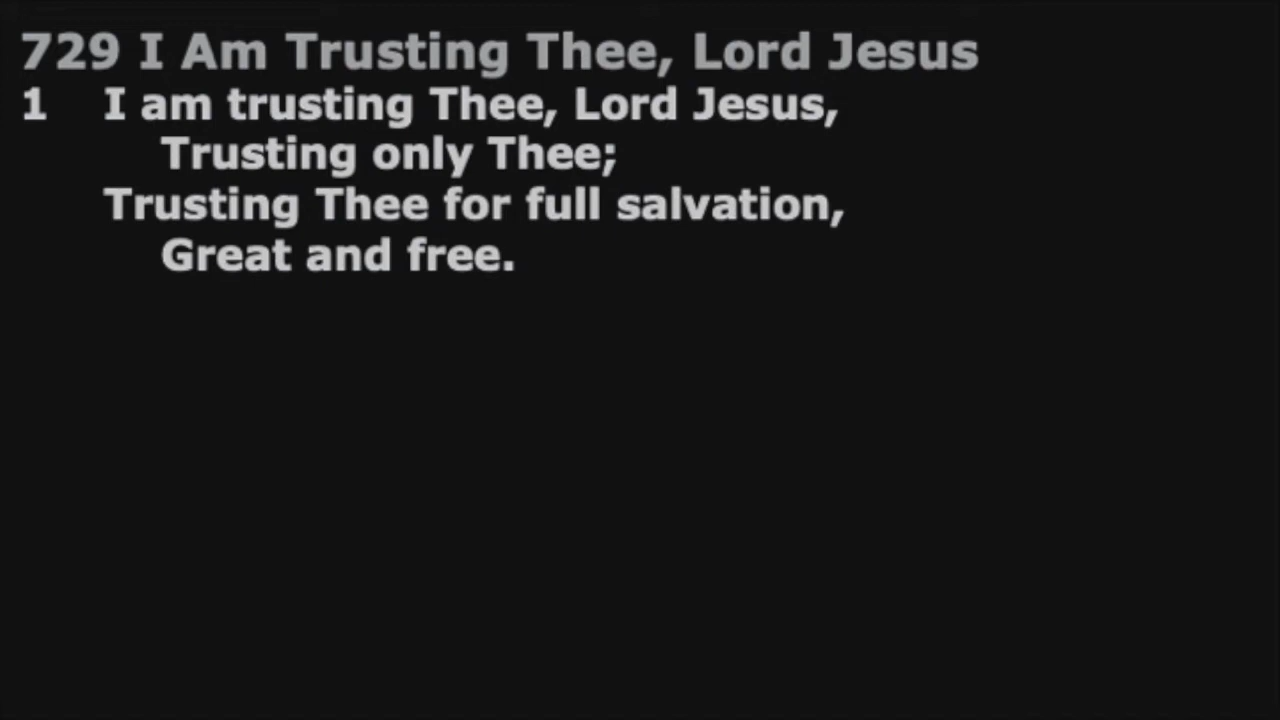 729 I Am Trusting Thee, Lord Jesus
1 I am trusting Thee, Lord Jesus,
Trusting only Thee;
Trusting Thee for full salvation,
Great and free.